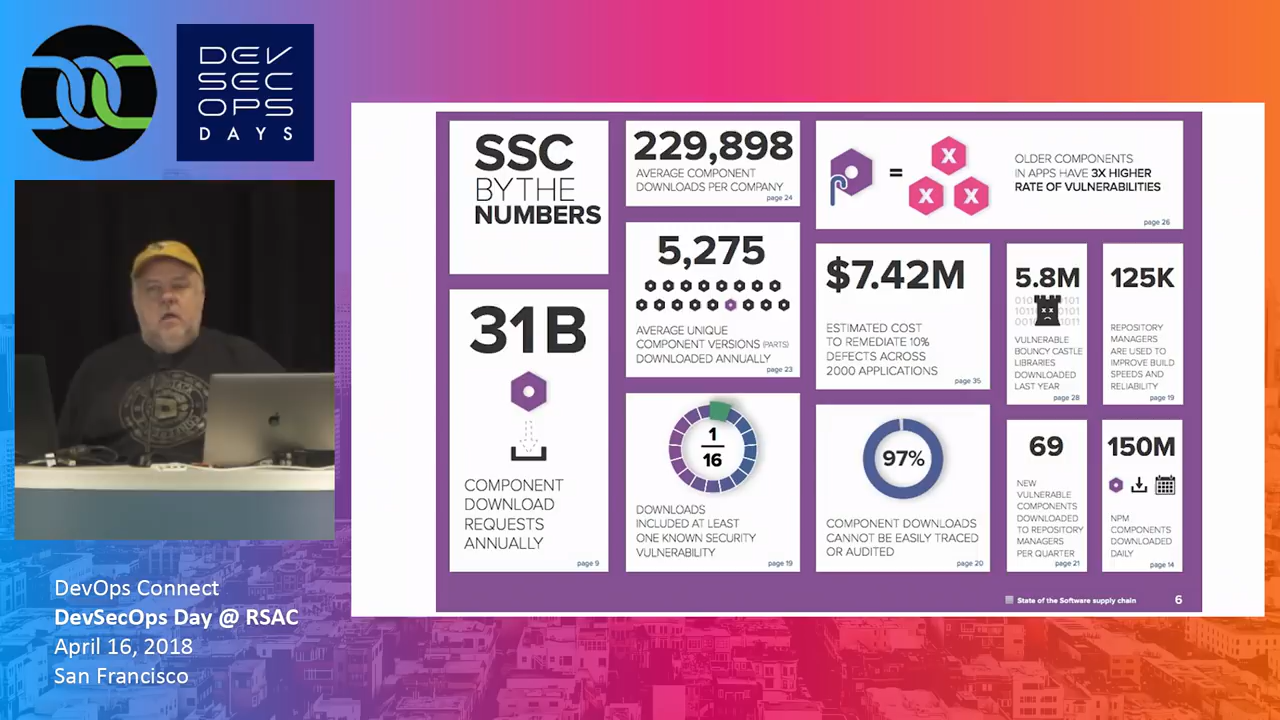 DEV
SEC
OPS
DAYS
DevOps Connect
DevSecOps Day @ RSAC
April 16, 2018
San Francisco
SSC
BY THE
NUMBERS
31B
COMPONENT
DOWNLOAD
REQUESTS
ANNUALLY
page 9
229,898
AVERAGE COMPONENT
DOWNLOADS PER COMPANY
page 24
5,275
AVERAGE UNIQUE
COMPONENT VERSIONS (PARTS)
DOWNLOADED ANNUALLY
page 23
1
16
DOWNLOADS
INCLUDED AT LEAST
ONE KNOWN SECURITY
VULNERABILITY
page 19
=
X
X X
OLDER COMPONENTS
IN APPS HAVE 3X HIGHER
RATE OF VULNERABILITIES
page 26
$7.42M
ESTIMATED COST
TO REMEDIATE 10%
DEFECTS ACROSS
2000 APPLICATIONS
page 35
97%
COMPONENT DOWNLOADS
CANNOT BE EASILY TRACED
OR AUDITED
page 20
5.8M
VULNERABLE
BOUNCY CASTLE
LIBRARIES
DOWNLOADED
LAST YEAR
page 28
125K
REPOSITORY
MANAGERS
ARE USED TO
IMPROVE BUILD
SPEEDS AND
RELIABILITY
page 19
69
NEW
VULNERABLE
COMPONENTS
DOWNLOADED
TO REPOSITORY
MANAGERS
PER QUARTER
page 21
150M
NPM
COMPONENTS
DOWNLOADED
DAILY
page 14
State of the Software supply chain
6